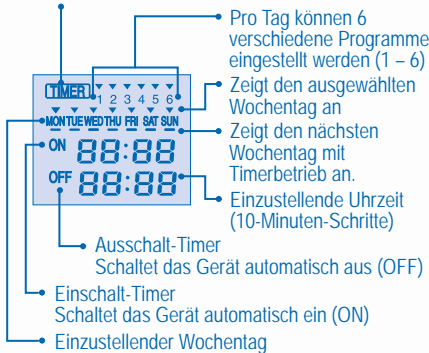 Pro Tag können 6
verschiedene Programme
eingestellt werden (1 – 6)
TIMER
1 2 3 4 5 6
Zeigt den ausgewählten
Wochentag an
MON TUE WED THU FRI SAT SUN
Zeigt den nächsten
Wochentag mit
Timerbetrieb an.
ON 88:88
OFF 88:88
Einzustellende Uhrzeit
(10-Minuten-Schritte)
Ausschalt-Timer
Schaltet das Gerät automatisch aus (OFF)
Einschalt-Timer
Schaltet das Gerät automatisch ein (ON)
Einzustellender Wochentag